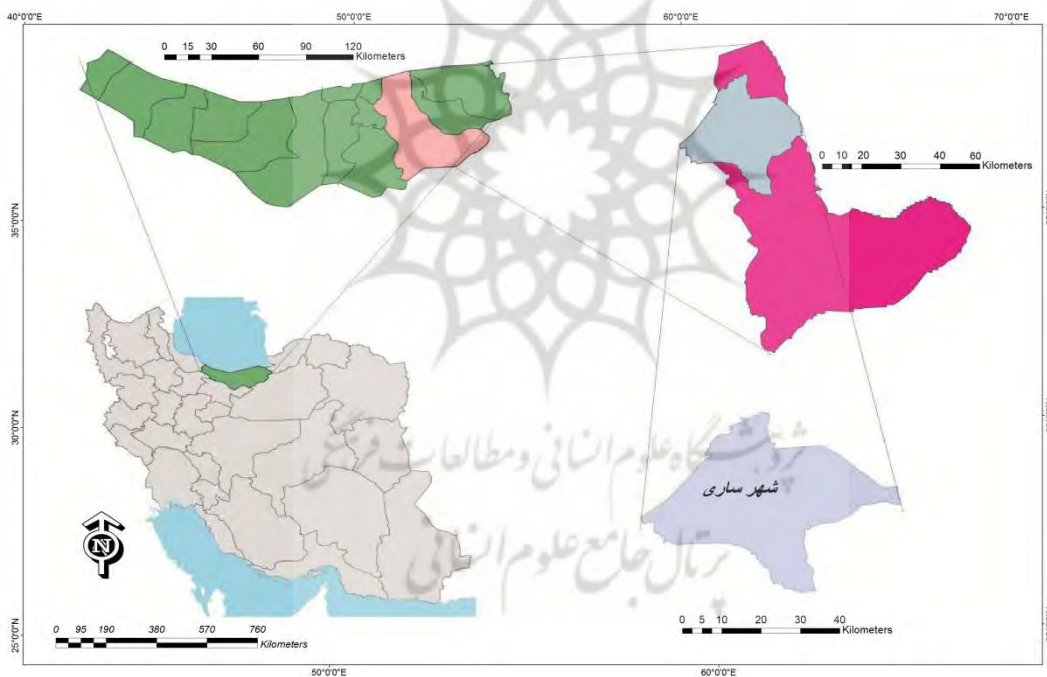 40°0'0"E 50°0'0"E 60°0'0"E 70°0'0"E
0 15 30 60 90 120
Kilometers
0 10 20 30 40 60
Kilometers
35°0'0"N
30°0'0"N
25°0'0"N
پژوهشگاه علوم انسانی و مطالعات فرهنگی
شهر ساری
پرتال جامع علوم انسانی
N
0 95 190 380 570 760
Kilometers
0 5 10 20 30 40
Kilometers
50°0'0"E 60°0'0"E